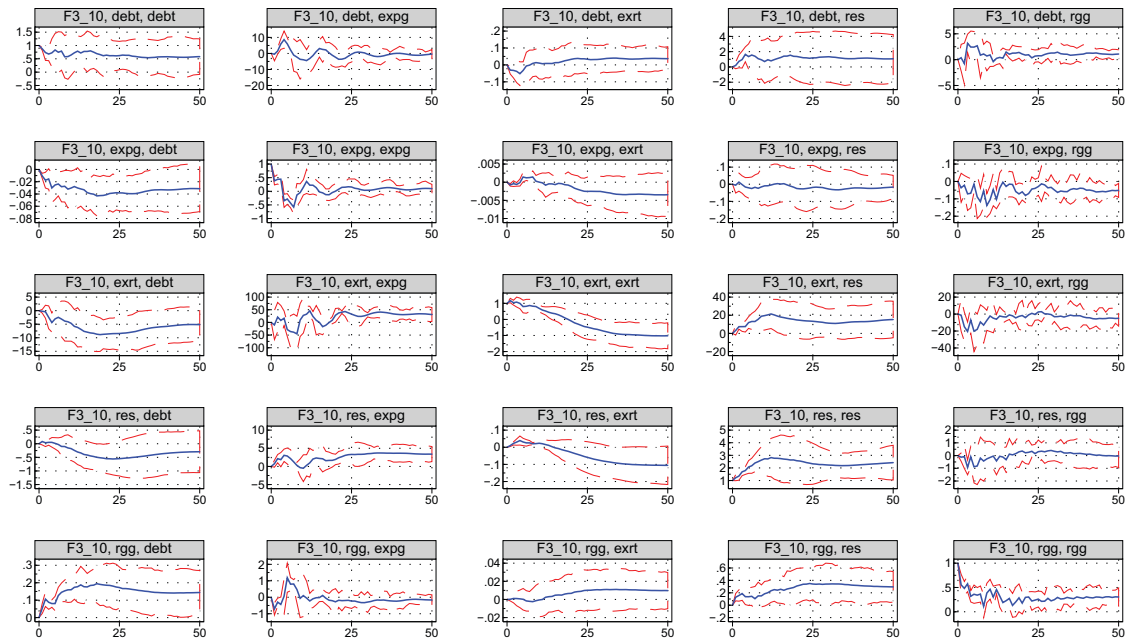 F3_10, debt, debt
1.5
1
.5
0
-.5
0 25 50
F3_10, debt, expg
10
0
-10
-20
0 25 50
F3_10, debt, exrt
.2
.1
0
-.1
0 25 50
F3_10, debt, res
6
4
2
0
-2
0 25 50
F3_10, debt, rgg
5
0
-5
0 25 50
F3_10, expg, debt
0
-.02
-.04
-.06
-.08
0 25 50
F3_10, expg, expg
1
.5
0
-.5
-1
0 25 50
F3_10, expg, exrt
.005
0
-.005
-.01
0 25 50
F3_10, expg, res
.1
0
-.1
-.2
0 25 50
F3_10, expg, rgg
.1
0
-.1
-.2
0 25 50
F3_10, exrt, debt
5
0
-5
-10
-15
0 25 50
F3_10, exrt, expg
100
50
0
-50
-100
0 25 50
F3_10, exrt, exrt
1
0
-1
-2
0 25 50
F3_10, exrt, res
40
20
0
-20
0 25 50
F3_10, exrt, rgg
20
0
-20
-40
0 25 50
F3_10, res, debt
.5
0
-.5
-1
-1.5
0 25 50
F3_10, res, expg
10
5
0
-5
0 25 50
F3_10, res, exrt
.1
0
-.1
-.2
0 25 50
F3_10, res, res
5
4
3
2
1
0 25 50
F3_10, res, rgg
2
1
0
-1
-2
0 25 50
F3_10, rgg, debt
.3
.2
.1
0
0 25 50
F3_10, rgg, expg
2
1
0
-1
0 25 50
F3_10, rgg, exrt
.04
.02
0
-.02
0 25 50
F3_10, rgg, res
.6
.4
.2
0
-.2
0 25 50
F3_10, rgg, rgg
1
.5
0
0 25 50